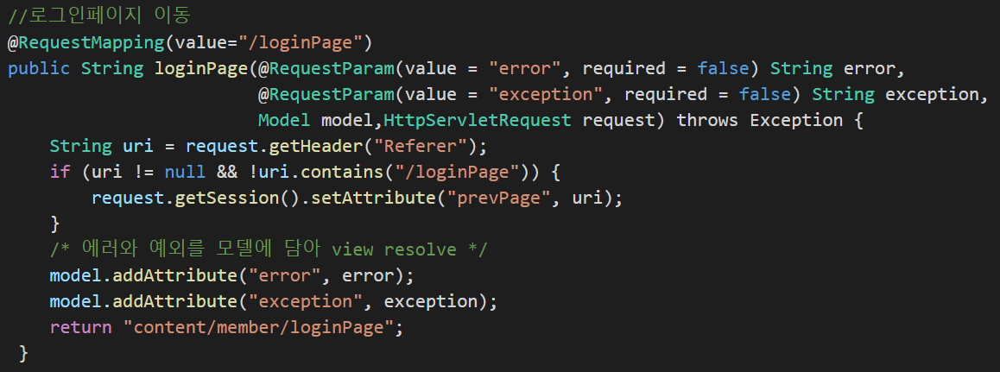 //로그인페이지 이동
@RequestMapping(value="/loginPage")
public String loginPage(@RequestParam(value = "error", required = false) String error,
                        @RequestParam(value = "exception", required = false) String exception,
                        Model model,HttpServletRequest request) throws Exception {
    String uri = request.getHeader("Referer");
    if (uri != null && !uri.contains("/loginPage")) {
        request.getSession().setAttribute("prevPage", uri);
    }
    /* 에러와 예외를 모델에 담아 view resolve */
    model.addAttribute("error", error);
    model.addAttribute("exception", exception);
    return "content/member/loginPage";
 }